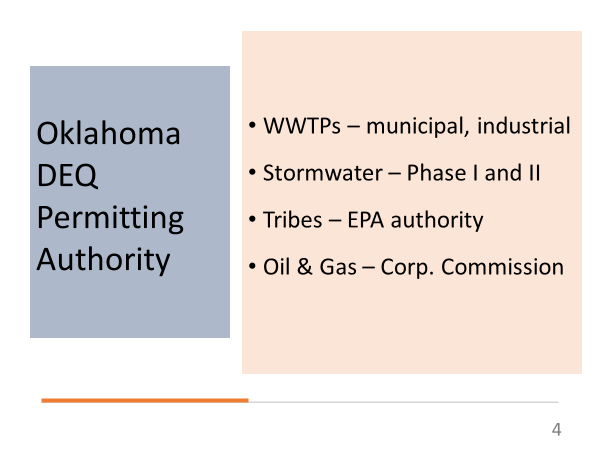 Oklahoma
DEQ
Permitting
Authority
• WWTPs – municipal, industrial
• Stormwater – Phase I and II
• Tribes – EPA authority
• Oil & Gas – Corp. Commission
4